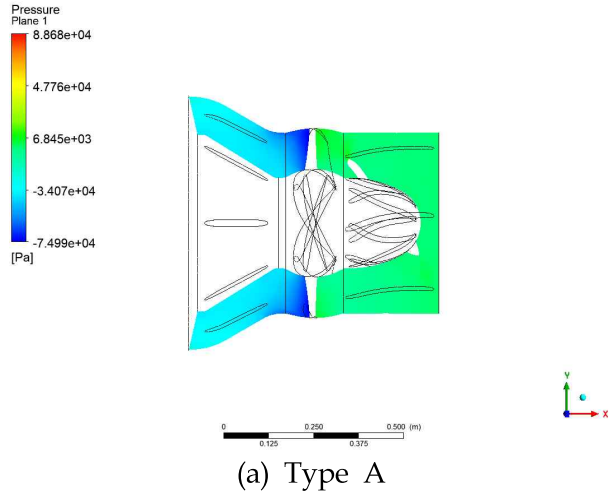 Pressure
Plane 1
8.868e+04
4.776e+04
6.845e+03
-3.407e+04
-7.499e+04
[Pa]
Y
X
0 0.250 0.500 (m)
0.125 0.375
(a) Type A